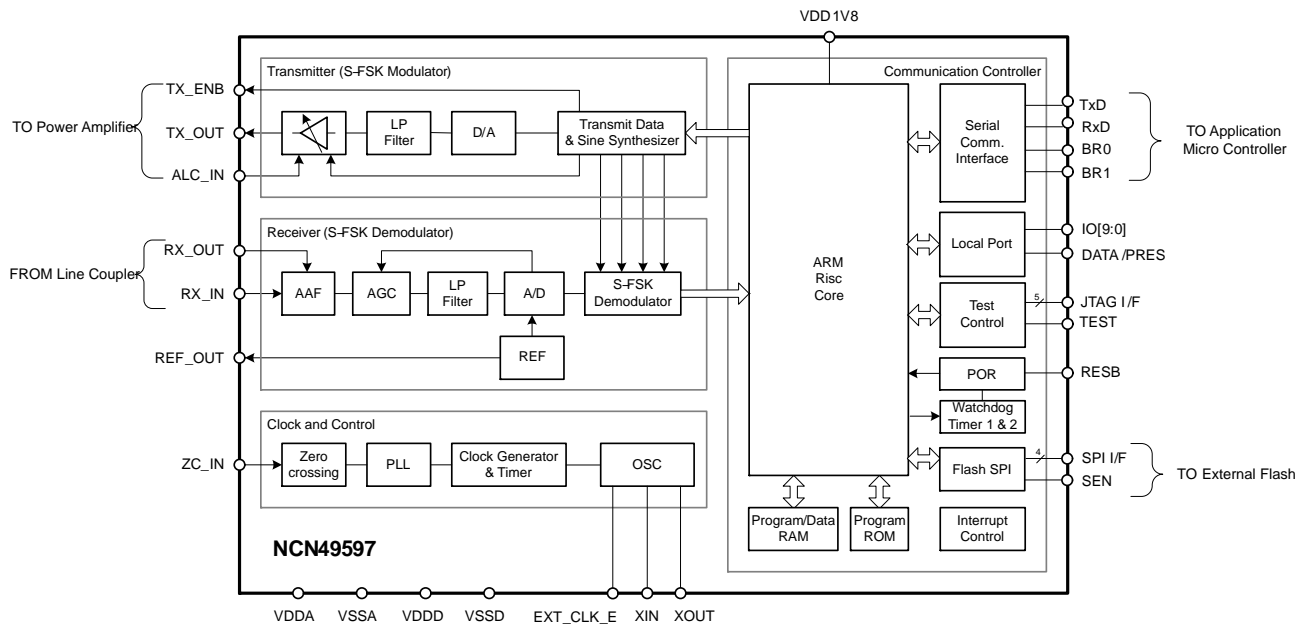 VDD1V8
Transmitter (S-FSK Modulator)
Communication Controller
TX_ENB
TO Power Amplifier
TX_OUT
ALC_IN
LP
Filter
D/A
Transmit Data
& Sine Synthesizer
Serial
Comm.
Interface
TxD
RxD
BR0
BR1
TO Application
Micro Controller
Receiver (S-FSK Demodulator)
RX_OUT
FROM Line Coupler
RX_IN
REF_OUT
AAF
AGC
LP
Filter
A/D
S-FSK
Demodulator
REF
ARM
Risc
Core
Local Port
IO[9:0]
DATA/PRES
Test
Control
5
JTAG I/F
TEST
POR
RESB
Watchdog
Timer 1 & 2
Clock and Control
ZC_IN
Zero
crossing
PLL
Clock Generator
& Timer
OSC
Flash SPI
4
SPI I/F
SEN
TO External Flash
Program/Data
RAM
Program
ROM
Interrupt
Control
NCN49597
VDDA
VSSA
VDDD
VSSD
EXT_CLK_E
XIN
XOUT